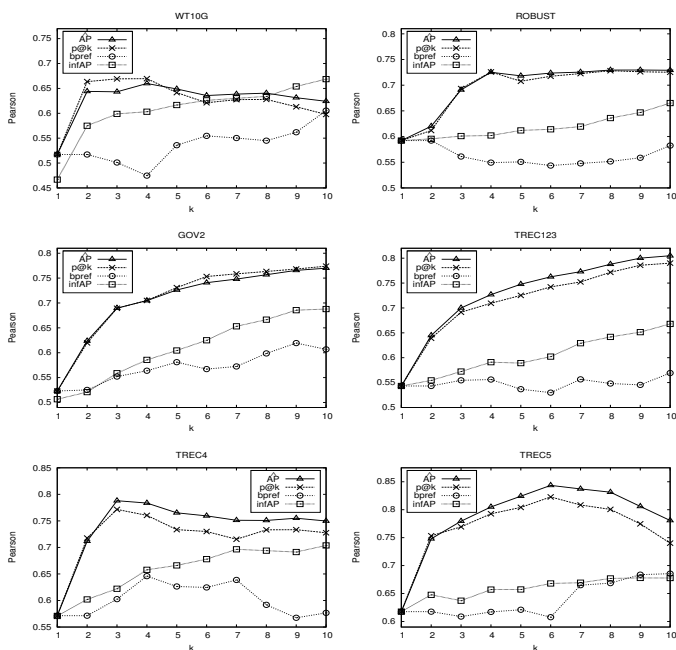 WT10G
AP
p@k
bpref
infAP
Pearson
0.75
0.7
0.65
0.6
0.55
0.5
0.45
1 2 3 4 5 6 7 8 9 10
k
ROBUST
AP
p@k
bpref
infAP
Pearson
0.8
0.75
0.7
0.65
0.6
0.55
0.5
1 2 3 4 5 6 7 8 9 10
k
GOV2
^
AP
p@k
bpref
infAP
Pearson
0.8
0.75
0.7
0.65
0.6
0.55
0.5
1 2 3 4 5 6 7 8 9 10
k
TREC123
^
AP
p@k
bpref
infAP
Pearson
0.8
0.75
0.7
0.65
0.6
0.55
0.5
1 2 3 4 5 6 7 8 9 10
k
TREC4
^
AP
p@k
bpref
infAP
Pearson
0.85
0.8
0.75
0.7
0.65
0.6
0.55
1 2 3 4 5 6 7 8 9 10
k
TREC5
^
AP
p@k
bpref
infAP
Pearson
0.85
0.8
0.75
0.7
0.65
0.6
1 2 3 4 5 6 7 8 9 10
k